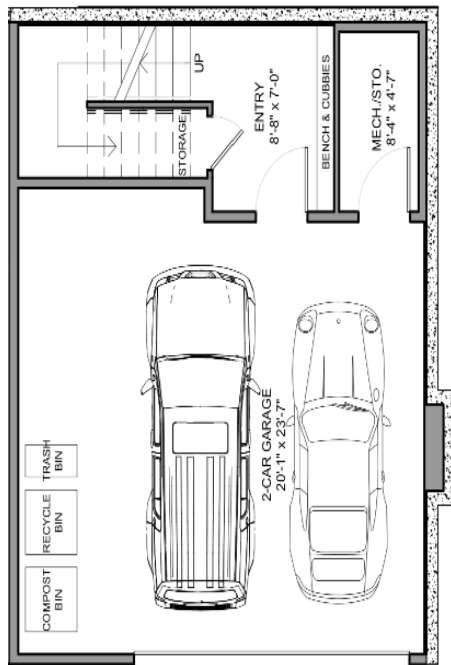 UP
STORAGE
ENTRY
8'-8" x 7'-0"
BENCH & CUBBIES
MECH./STO.
8'-4" x 4'-7"
2-CAR GARAGE
20'-1" x 23'-7"
TRASH
BIN
RECYCLE
BIN
COMPOST
BIN